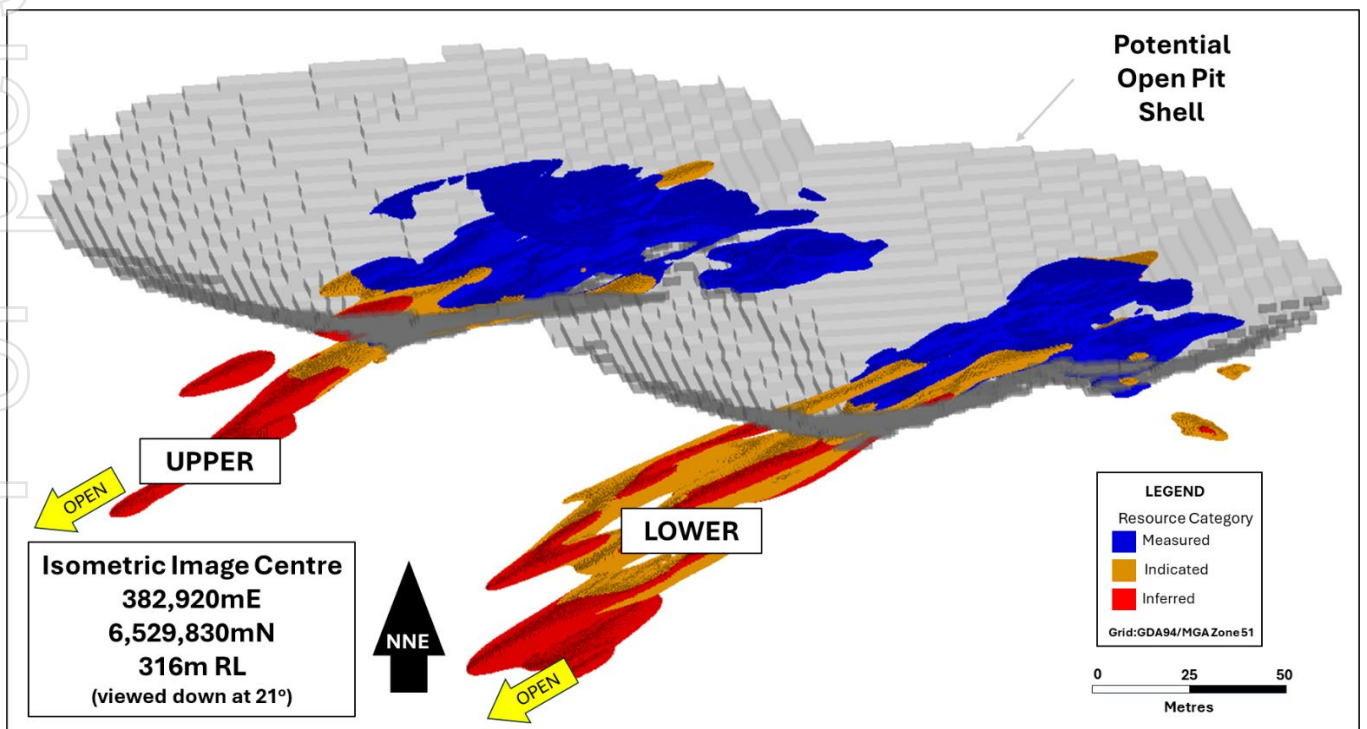 Potential
Open Pit
Shell
UPPER
OPEN
LOWER
OPEN
Isometric Image Centre
382,920mE
6,529,830mN
316m RL
(viewed down at 21°)
NNE
LEGEND
Resource Category
Measured
Indicated
Inferred
Grid:GDA94/MGA Zone 51
0 25 50
Metres